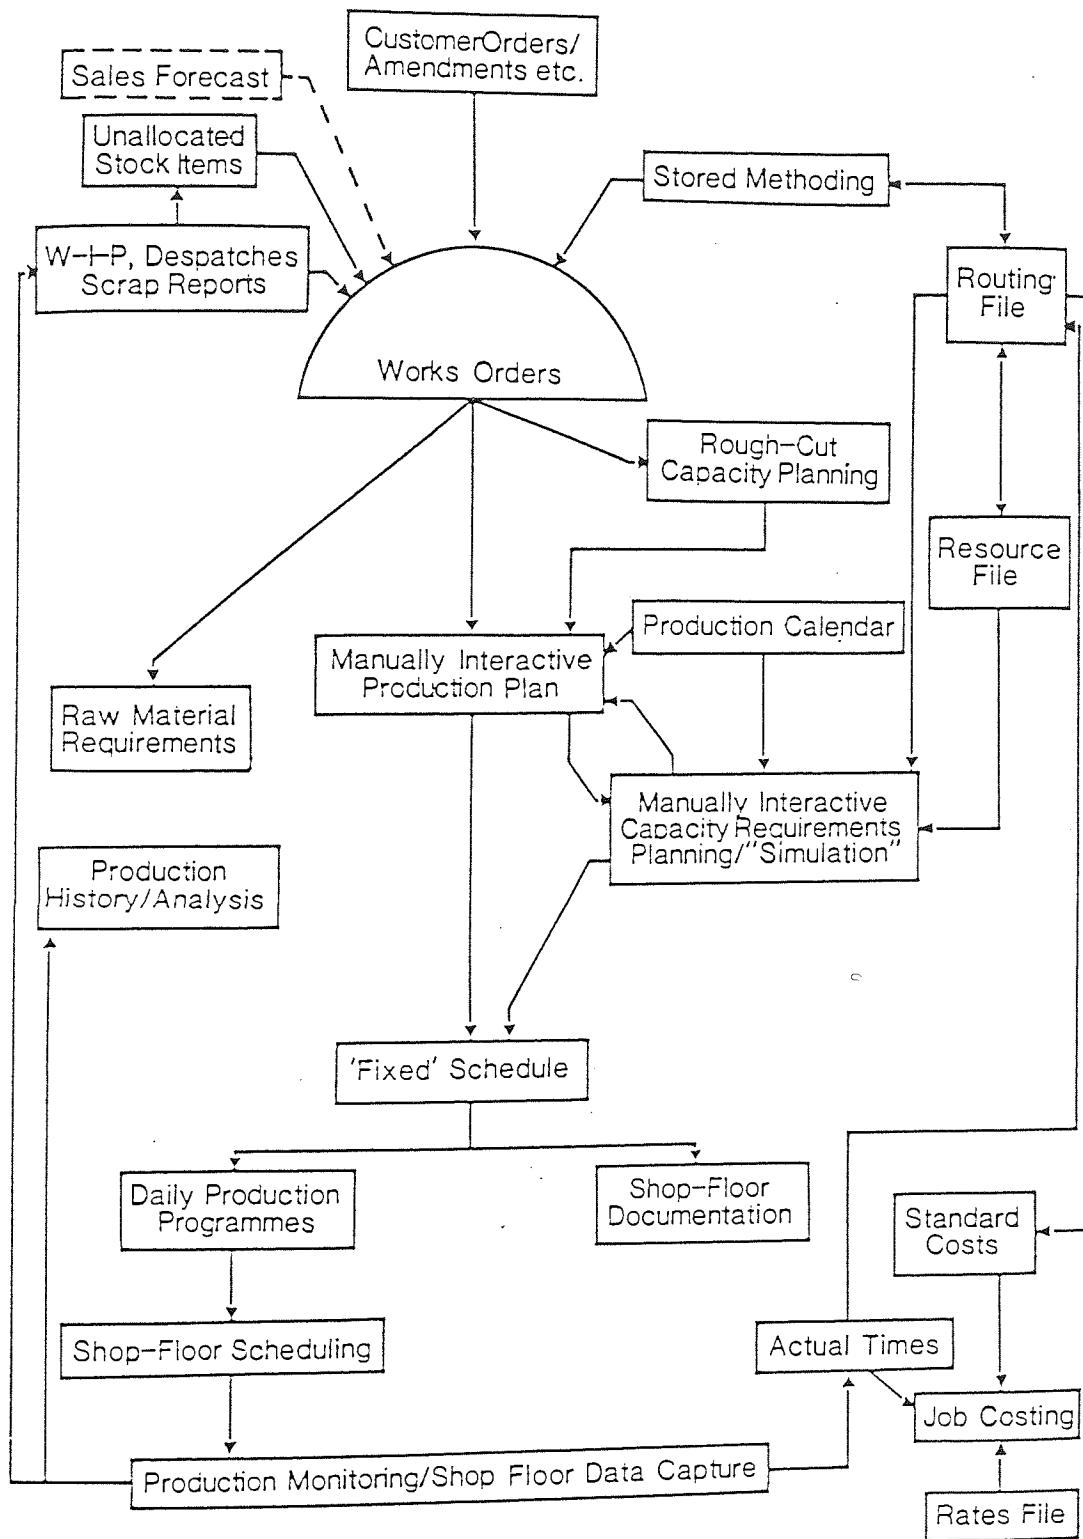 CustomerOrders/
Amendments etc.
Sales Forecast
Unallocated
Stock Items
Stored Methoding
W-I-P, Despatches
Scrap Reports
Routing
File
Works Orders
Rough-Cut
Capacity Planning
Resource
File
Production Calendar
Manually Interactive
Production Plan
Raw Material
Requirements
Manually Interactive
Capacity Requirements
Planning/"Simulation"
Production
History/Analysis
'Fixed' Schedule
Daily Production
Programmes
Shop-Floor
Documentation
Standard
Costs
Shop-Floor Scheduling
Actual Times
Job Costing
Production Monitoring/Shop Floor Data Capture
Rates File